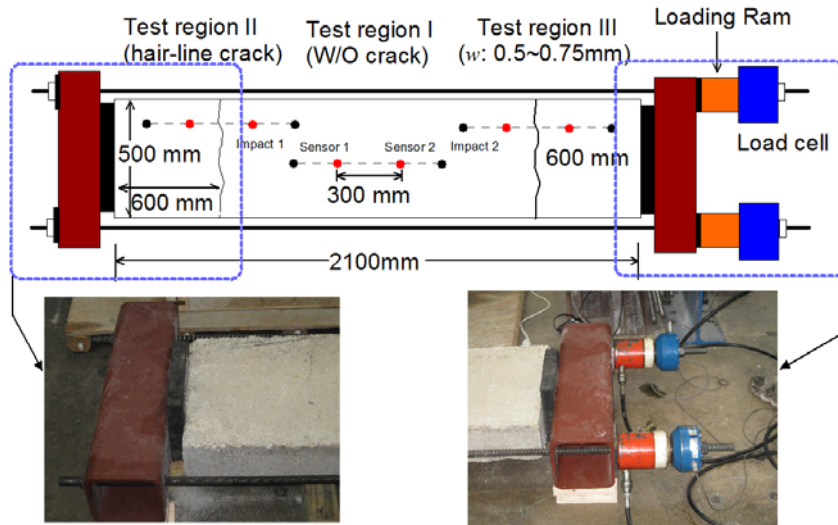 Test region II
(hair-line crack)
Test region I
(W/O crack)
Test region III
(w: 0.5~0.75mm)
Loading Ram
Load cell
500 mm
600 mm
Impact 1
Sensor 1
Sensor 2
300 mm
Impact 2
600 mm
2100mm